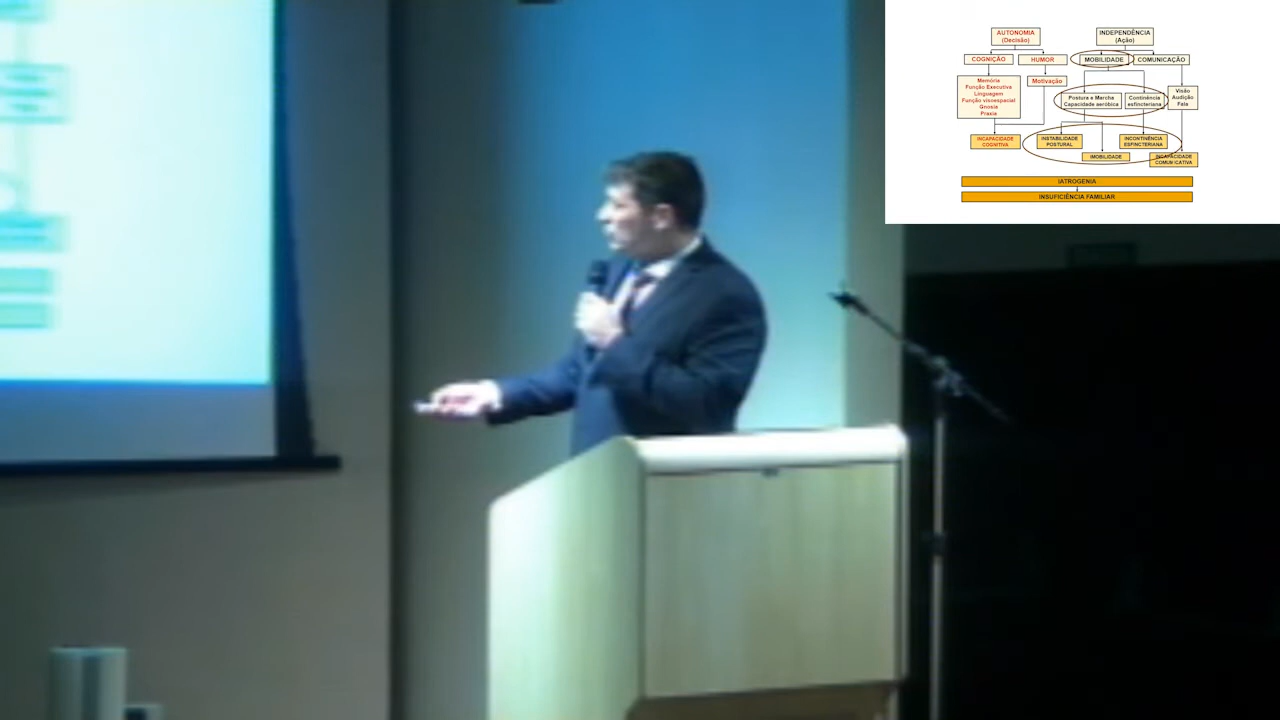 AUTONOMIA
(Decisão)
INDEPENDÊNCIA
(Ação)
COGNIÇÃO
HUMOR
MOBILIDADE
COMUNICAÇÃO
Memória
Função Executiva
Linguagem
Função visoespacial
Gnosia
Praxia
Motivação
Postura e Marcha
Capacidade aeróbica
Continência
esfincteriana
Visão
Audição
Fala
INCAPACIDADE
COGNITIVA
INSTABILIDADE
POSTURAL
IMOBILIDADE
INCONTINÊNCIA
ESFINCTERIANA
INCAPACIDADE
COMUNICATIVA
IATROGENIA
INSUFICIÊNCIA FAMILIAR